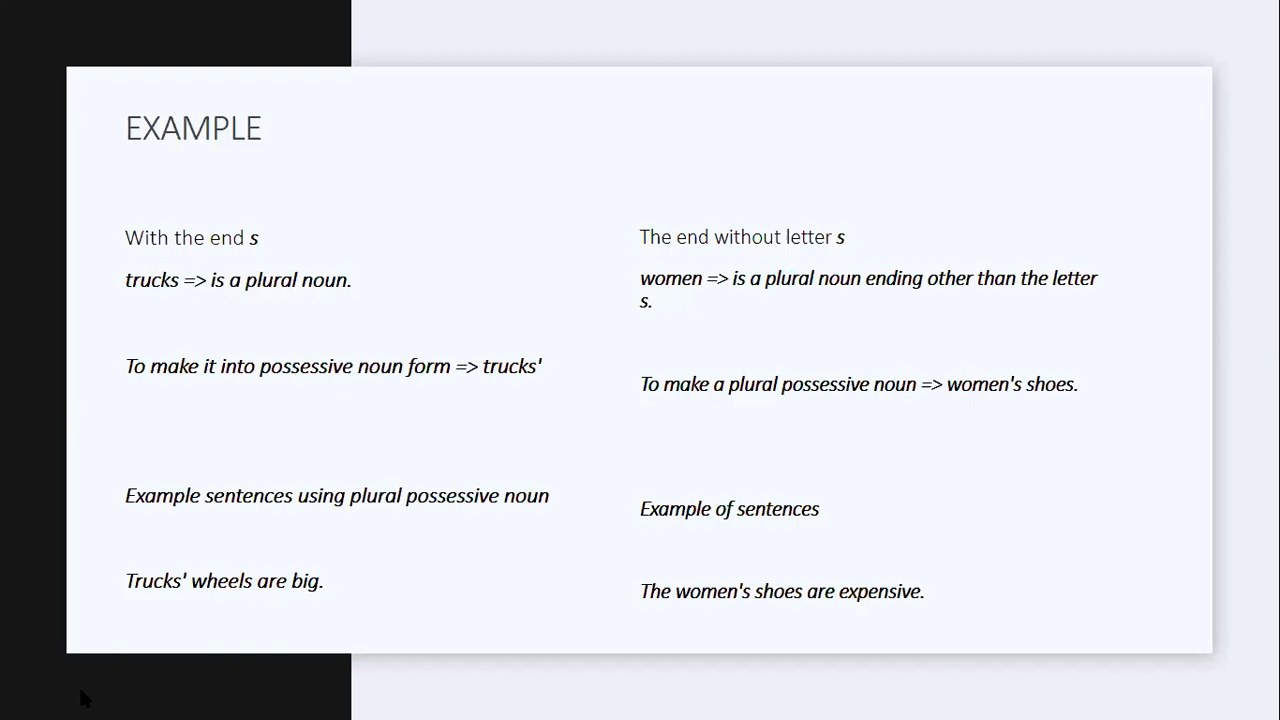 EXAMPLE
With the end s
trucks => is a plural noun.
To make it into possessive noun form => trucks'
Example sentences using plural possessive noun
Trucks' wheels are big.
The end without letter s
women => is a plural noun ending other than the letter
s.
To make a plural possessive noun => women's shoes.
Example of sentences
The women's shoes are expensive.